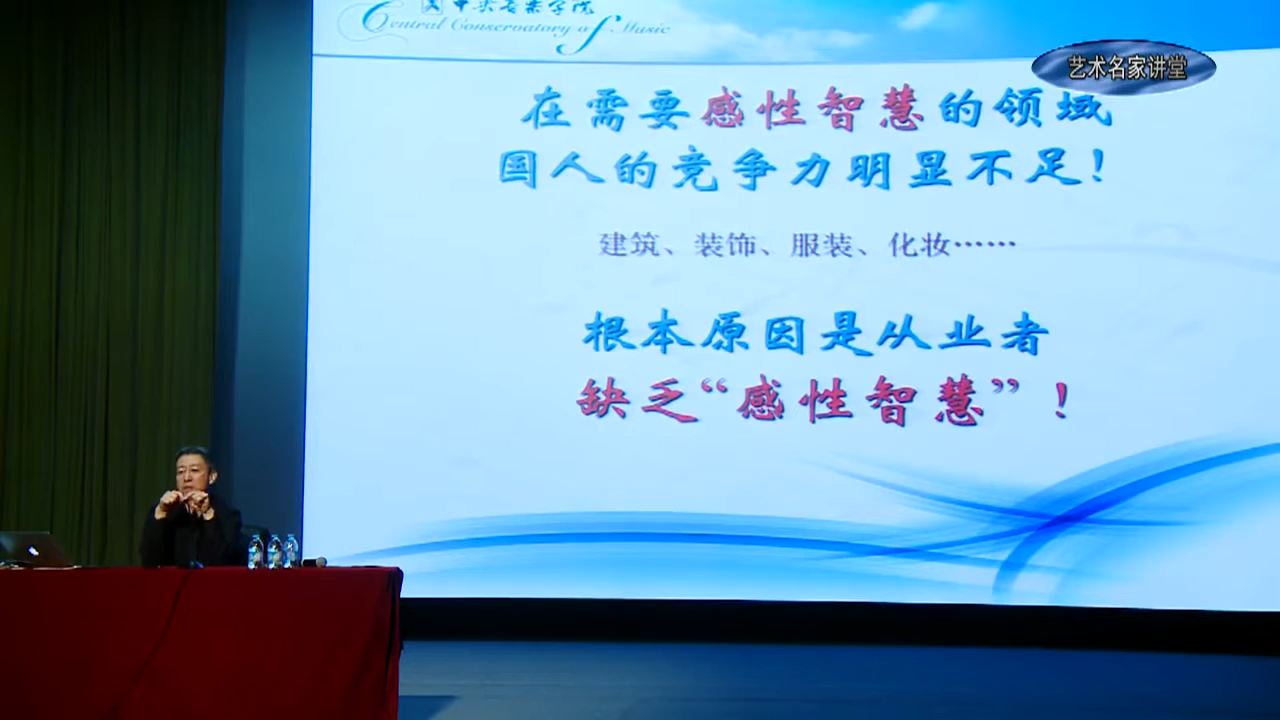 中央音乐学院
Central Conservatory of Music
艺术名家讲堂
在需要感性智慧的领域
国人的竞争力明显不足！
建筑、装饰、服装、化妆……
根本原因是从业者
缺乏“感性智慧”！